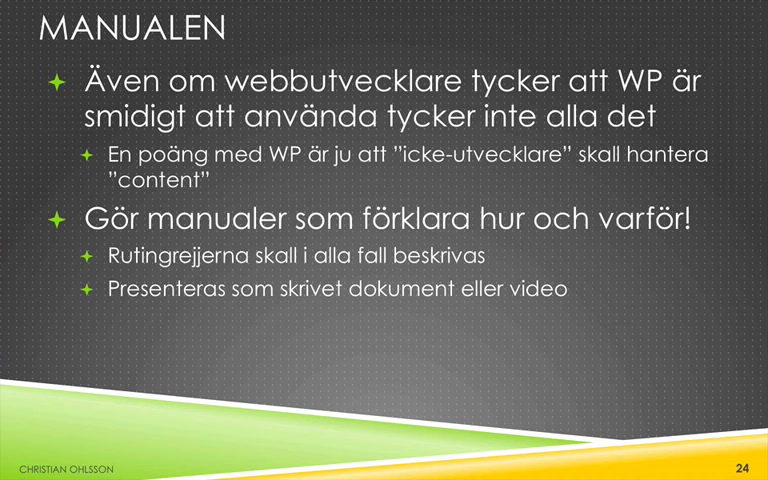 MANUALEN
Även om webbutvecklare tycker att WP är
smidigt att använda tycker inte alla det
En poäng med WP är ju att ”icke-utvecklare” skall hantera
”content”
Gör manualer som förklara hur och varför!
Rutingrejjerna skall i alla fall beskrivas
Presenteras som skrivet dokument eller video
CHRISTIAN OHLSSON
24